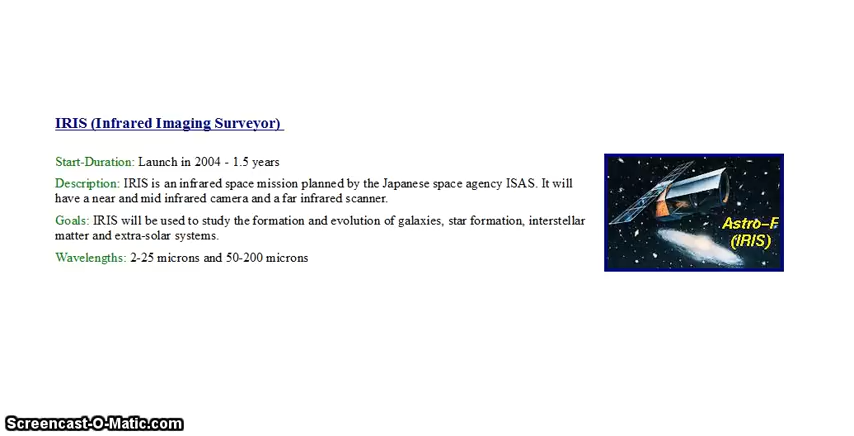 IRIS (Infrared Imaging Surveyor)
Start-Duration: Launch in 2004 - 1.5 years
Description: IRIS is an infrared space mission planned by the Japanese space agency ISAS. It will
have a near and mid infrared camera and a far infrared scanner.
Goals: IRIS will be used to study the formation and evolution of galaxies, star formation, interstellar
matter and extra-solar systems.
Wavelengths: 2-25 microns and 50-200 microns
Astro-F
(IRIS)
Screencast-O-Matic.com